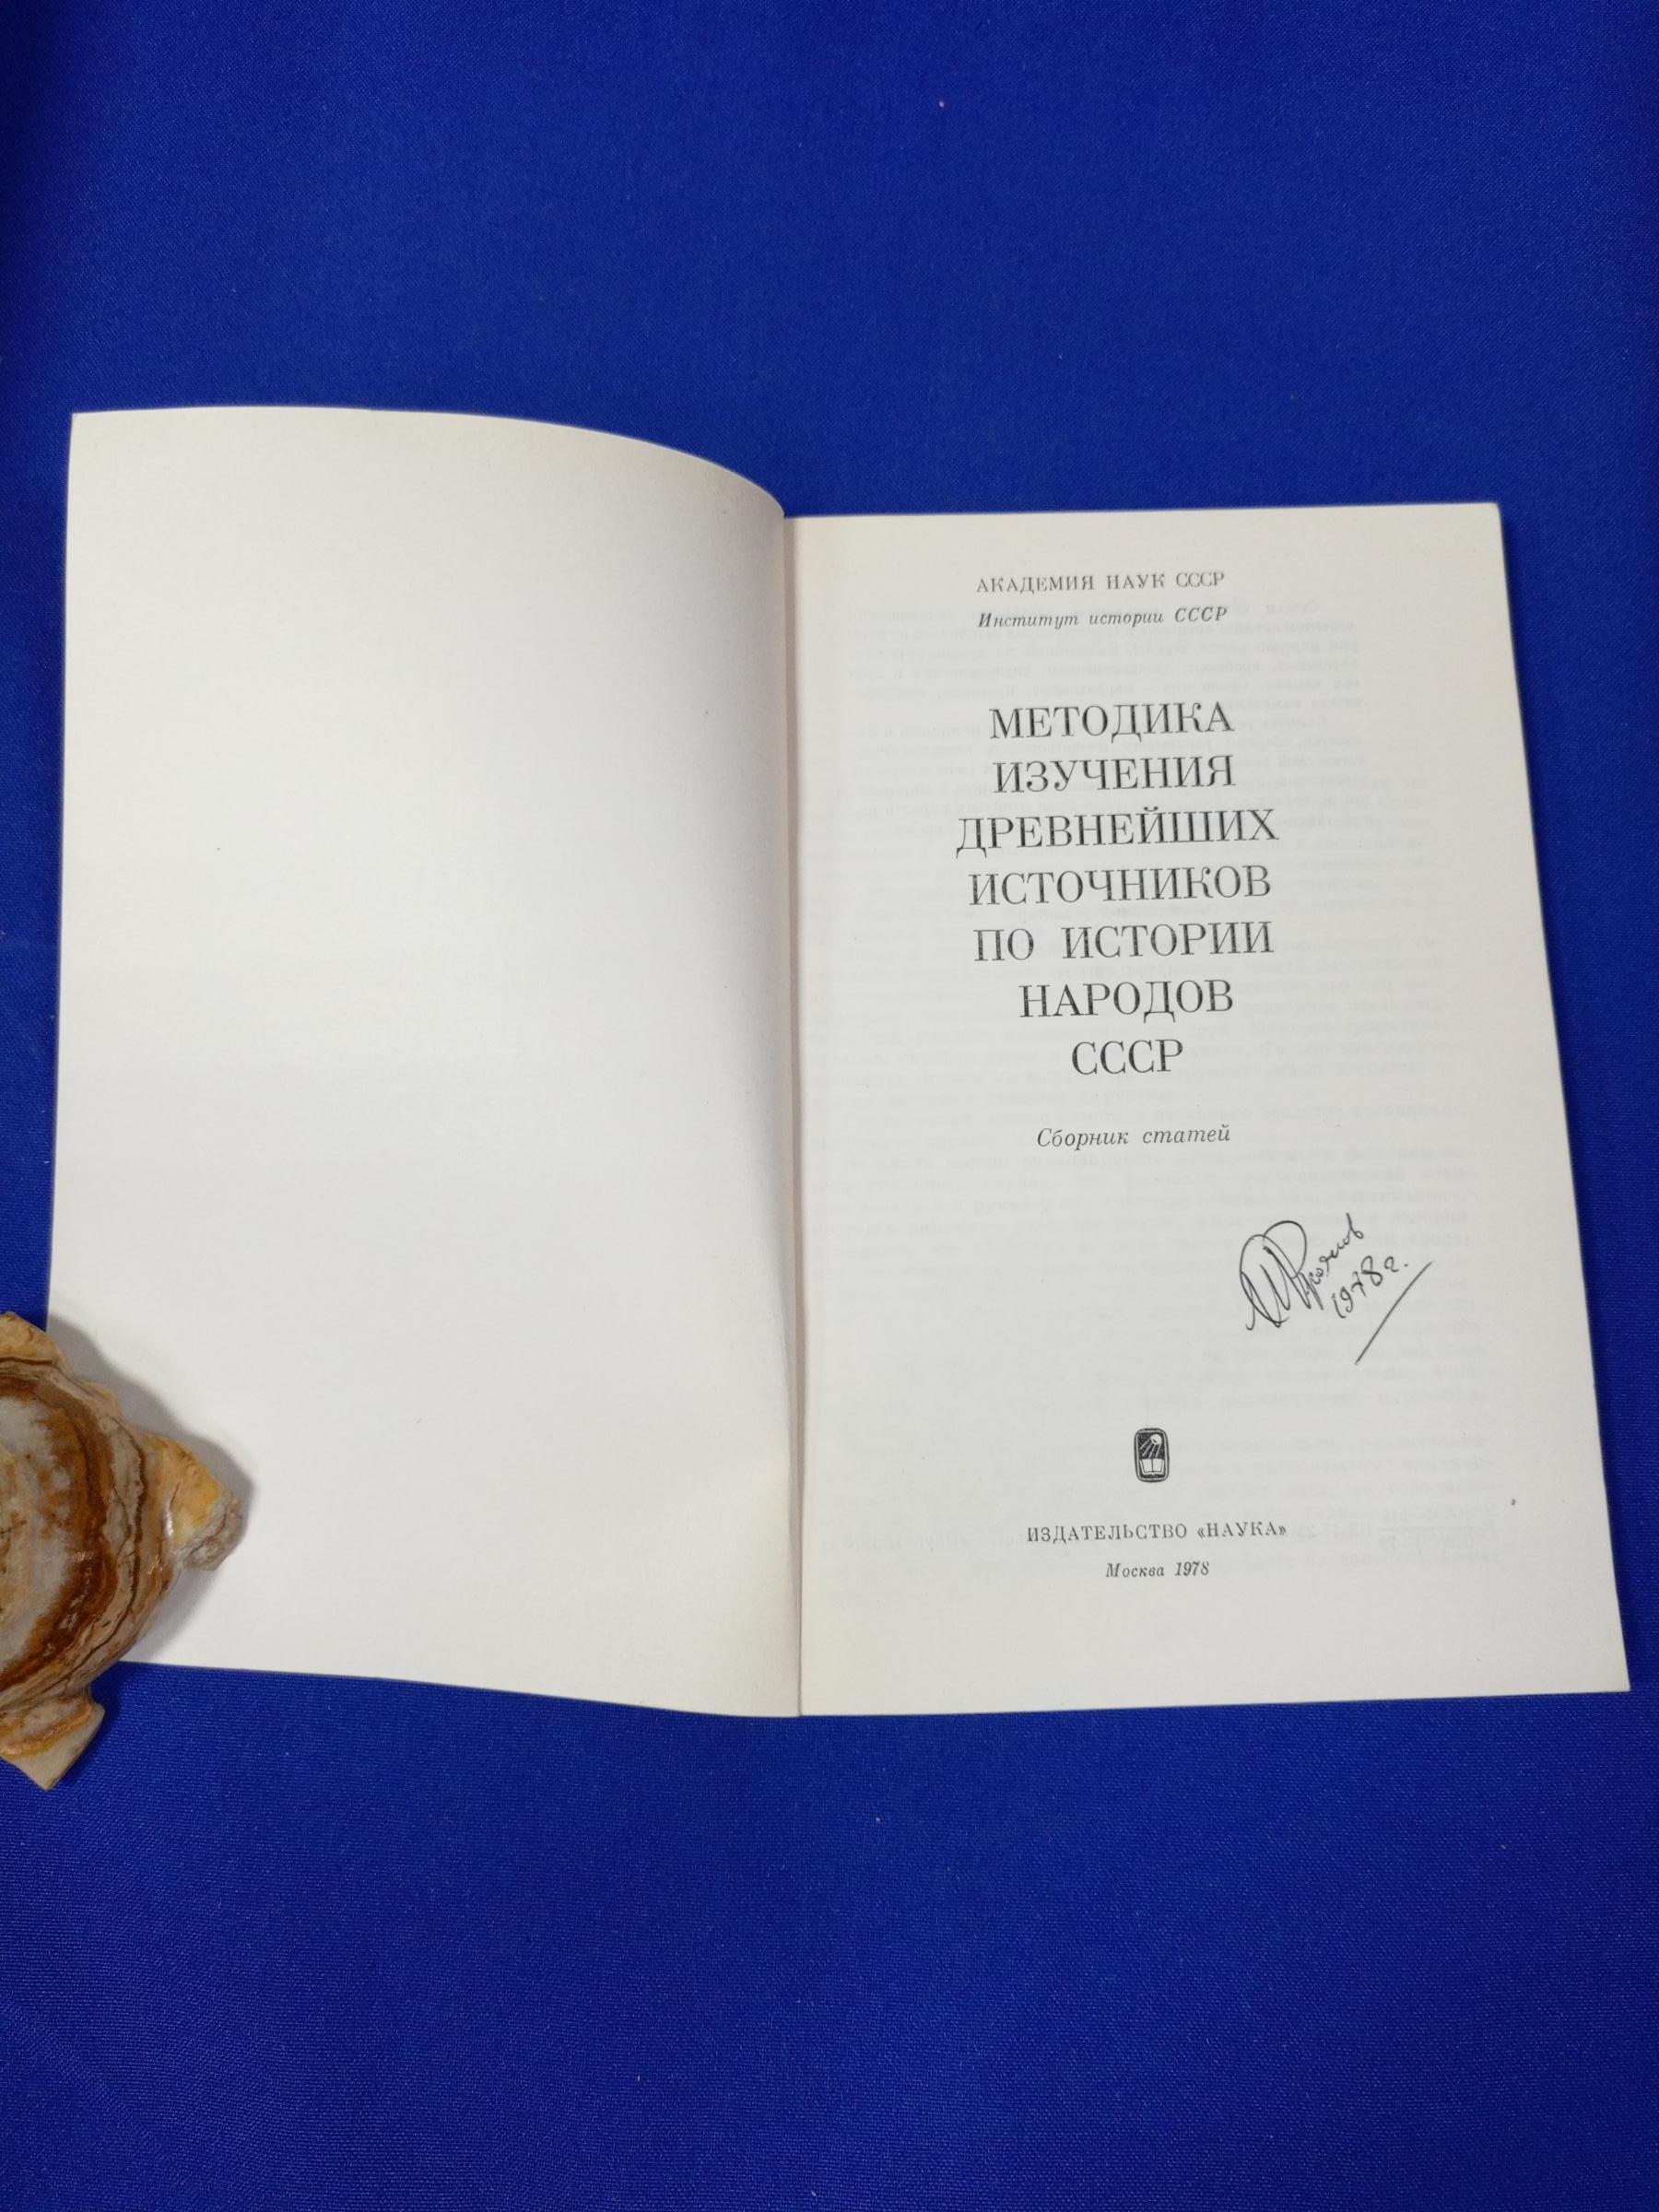 АКАДЕМИЯ НАУК СССР
Институт истории СССР
МЕТОДИКА
ИЗУЧЕНИЯ
ДРЕВНЕЙШИХ
ИСТОЧНИКОВ
ПО ИСТОРИИ
НАРОДОВ
СССР
Сборник статей
1978 г.
ИЗДАТЕЛЬСТВО «НАУКА»
Москва 1978